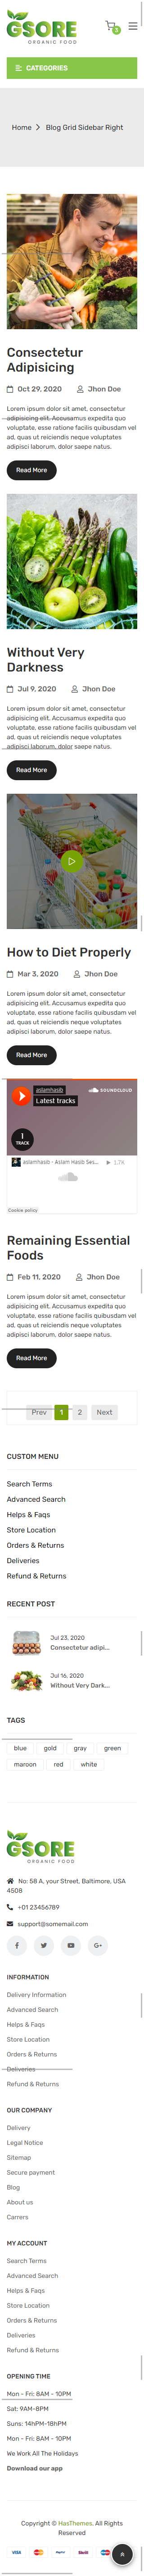 GSORE
ORGANIC FOOD
3
CATEGORIES
Home > Blog Grid Sidebar Right
Consectetur
Adipisicing
Oct 29, 2020 Jhon Doe
Lorem ipsum dolor sit amet, consectetur
adipisicing elit. Accusamus expedita quo
voluptate, esse ratione facilis quibusdam vel
ad, quas ut reiciendis neque voluptates
adipisci laborum, dolor saepe natus.
Read More
Without Very
Darkness
Jul 9, 2020 Jhon Doe
Lorem ipsum dolor sit amet, consectetur
adipisicing elit. Accusamus expedita quo
voluptate, esse ratione facilis quibusdam vel
ad, quas ut reiciendis neque voluptates
adipisci laborum, dolor saepe natus.
Read More
How to Diet Properly
Mar 3, 2020 Jhon Doe
Lorem ipsum dolor sit amet, consectetur
adipisicing elit. Accusamus expedita quo
voluptate, esse ratione facilis quibusdam vel
ad, quas ut reiciendis neque voluptates
adipisci laborum, dolor saepe natus.
Read More
aslamhasib
SOUNDCLOUD
Latest tracks
1
TRACK
aslamhasib - Aslam Hasib Ses... 1.7K
Cookie policy
Remaining Essential
Foods
Feb 11, 2020 Jhon Doe
Lorem ipsum dolor sit amet, consectetur
adipisicing elit. Accusamus expedita quo
voluptate, esse ratione facilis quibusdam vel
ad, quas ut reiciendis neque voluptates
adipisci laborum, dolor saepe natus.
Read More
Prev 1 2 Next
CUSTOM MENU
Search Terms
Advanced Search
Helps & Faqs
Store Location
Orders & Returns
Deliveries
Refund & Returns
RECENT POST
Jul 23, 2020
Consectetur adipi...
Jul 16, 2020
Without Very Dark...
TAGS
blue gold gray green
maroon red white
GSORE
ORGANIC FOOD
No: 58 A, your Street, Baltimore, USA
4508
+01 23456789
support@somemail.com
INFORMATION
Delivery Information
Advanced Search
Helps & Faqs
Store Location
Orders & Returns
Deliveries
Refund & Returns
OUR COMPANY
Delivery
Legal Notice
Sitemap
Secure payment
Blog
About us
Carrers
MY ACCOUNT
Search Terms
Advanced Search
Helps & Faqs
Store Location
Orders & Returns
Deliveries
Refund & Returns
OPENING TIME
Mon - Fri: 8AM - 10PM
Sat: 9AM-8PM
Suns: 14hPM-18hPM
Mon - Fri: 8AM - 10PM
We Work All The Holidays
Download our app
Copyright © HasThemes. All Rights
Reserved
VISA PayPal